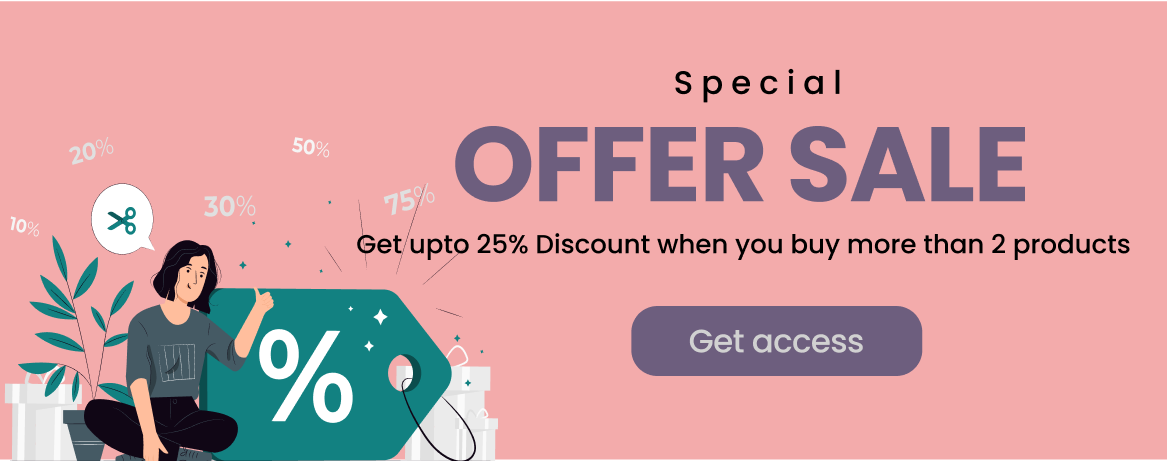 Special
OFFER SALE
Get upto 25% Discount when you buy more than 2 products
Get access
20%
50%
30%
75%
10%
%